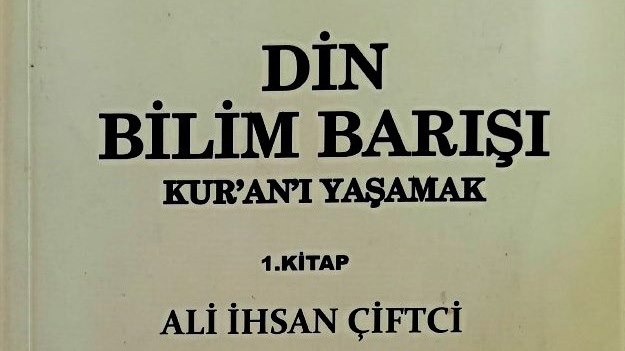 DİN
BİLİM BARIŞI
KUR'AN'I YAŞAMAK
1.KİTAP
ALİ İHSAN ÇİFTCİ